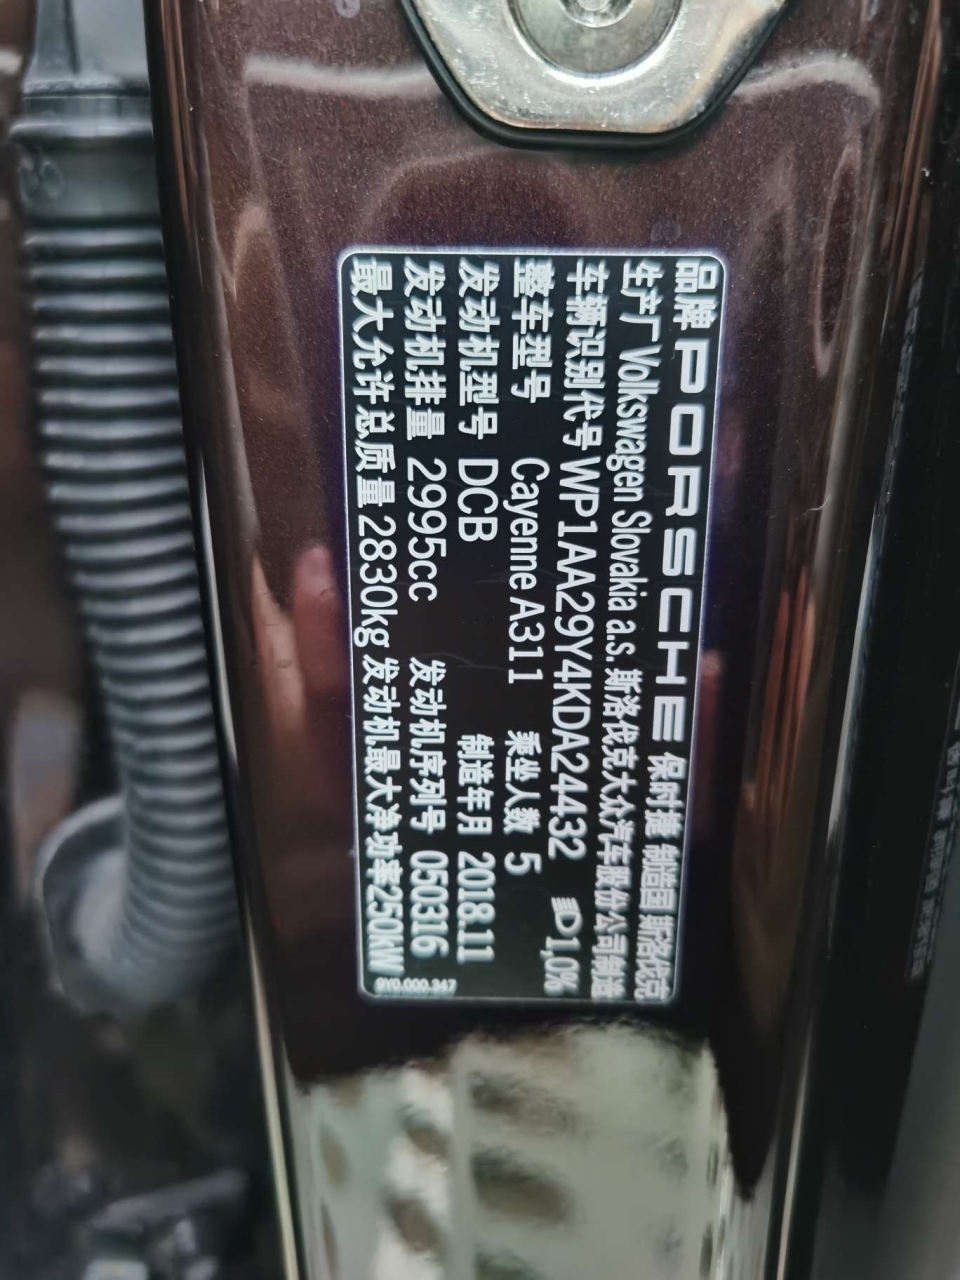 品牌 PORSCHE 保时捷 制造国 斯洛伐克
生产厂 Volkswagen Slovakia a.s. 斯洛伐克大众汽车股份公司制造
车辆识别代号 WP1AA29Y4KDA24432 1,0%
整车型号 Cayenne A311 乘坐人数 5
发动机型号 DCB 制造年月 2018.11
发动机排量 2995cc 发动机序列号 050316
最大允许总质量 2830kg 发动机最大净功率250kW
9Y0.000.347